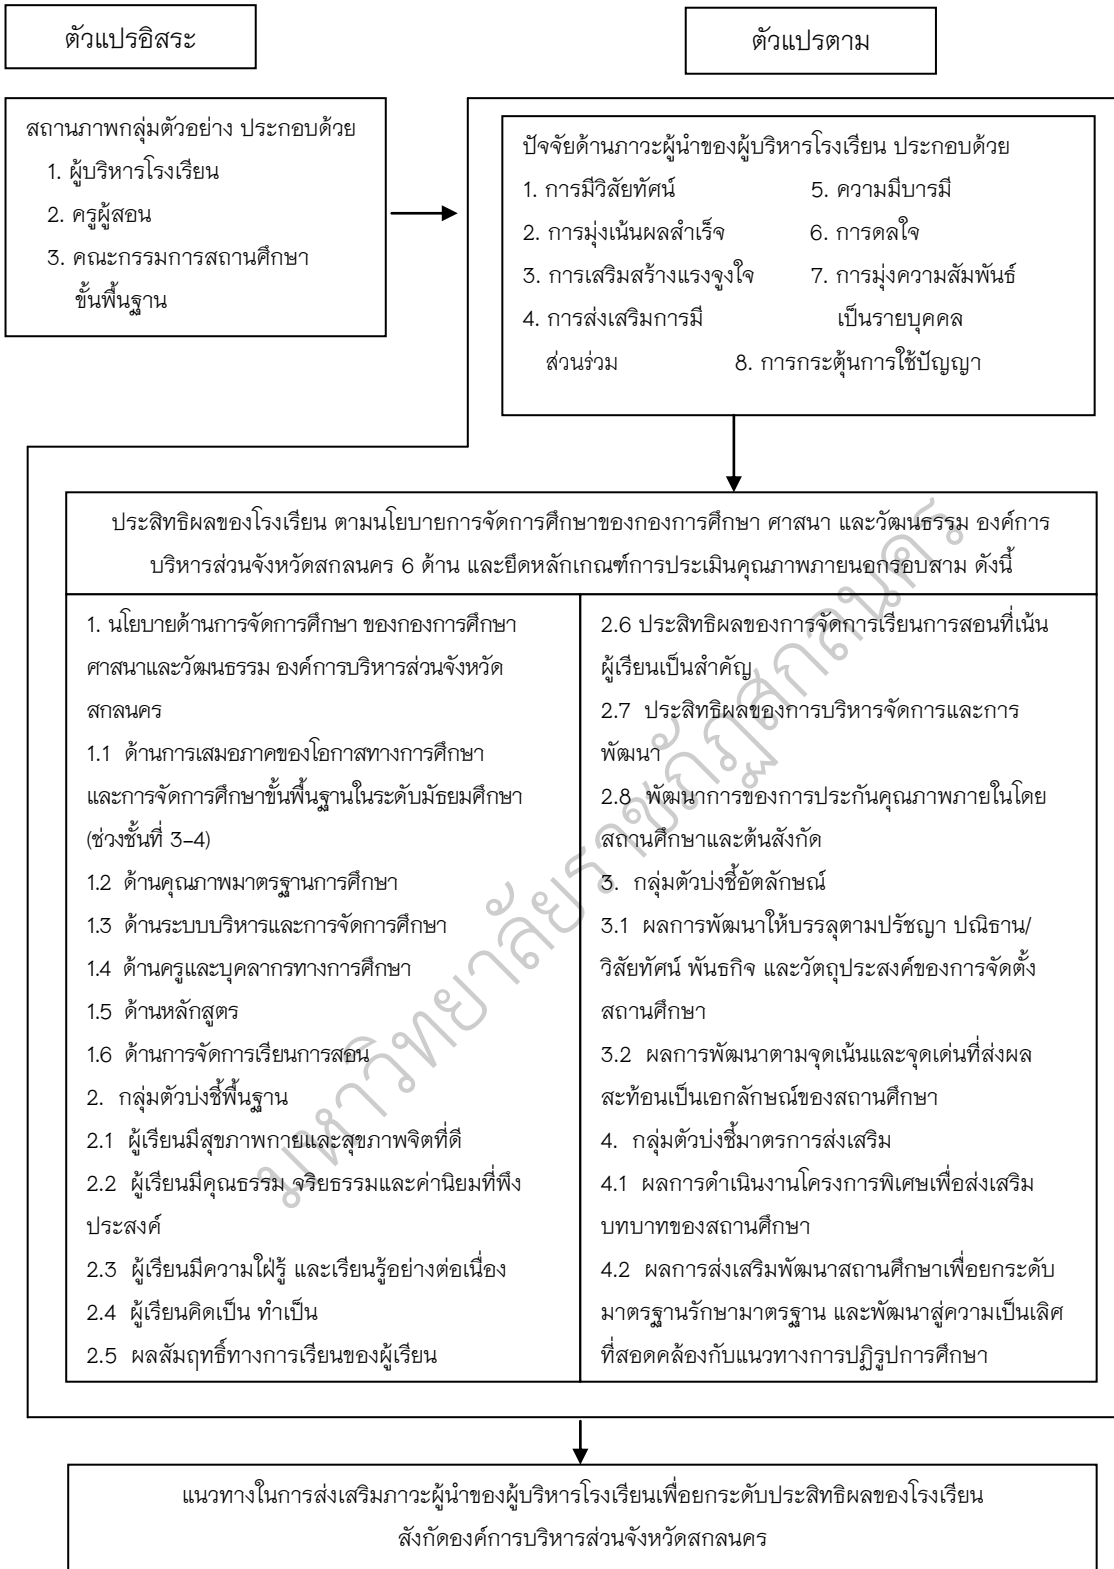 ตัวแปรอิสระ
ตัวแปรตาม
สถานภาพกลุ่มตัวอย่าง ประกอบด้วย
1. ผู้บริหารโรงเรียน
2. ครูผู้สอน
3. คณะกรรมการสถานศึกษา
ขั้นพื้นฐาน
ปัจจัยด้านภาวะผู้นำของผู้บริหารโรงเรียน ประกอบด้วย
1. การมีวิสัยทัศน์ 5. ความมีบารมี
2. การมุ่งเน้นผลสำเร็จ 6. การดลใจ
3. การเสริมสร้างแรงจูงใจ 7. การมุ่งความสัมพันธ์
4. การส่งเสริมการมี เป็นรายบุคคล
ส่วนร่วม 8. การกระตุ้นการใช้ปัญญา
ประสิทธิผลของโรงเรียน ตามนโยบายการจัดการศึกษาของกองการศึกษา ศาสนา และวัฒนธรรม องค์การ
บริหารส่วนจังหวัดสกลนคร 6 ด้าน และยึดหลักเกณฑ์การประเมินคุณภาพภายนอกรอบสาม ดังนี้
1. นโยบายด้านการจัดการศึกษา ของกองการศึกษา
ศาสนาและวัฒนธรรม องค์การบริหารส่วนจังหวัด
สกลนคร
1.1 ด้านการเสมอภาคของโอกาสทางการศึกษา
และการจัดการศึกษาขั้นพื้นฐานในระดับมัธยมศึกษา
(ช่วงชั้นที่ 3-4)
1.2 ด้านคุณภาพมาตรฐานการศึกษา
1.3 ด้านระบบบริหารและการจัดการศึกษา
1.4 ด้านครูและบุคลากรทางการศึกษา
1.5 ด้านหลักสูตร
1.6 ด้านการจัดการเรียนการสอน
2. กลุ่มตัวบ่งชี้พื้นฐาน
2.1 ผู้เรียนมีสุขภาพกายและสุขภาพจิตที่ดี
2.2 ผู้เรียนมีคุณธรรม จริยธรรมและค่านิยมที่พึง
ประสงค์
2.3 ผู้เรียนมีความใฝ่รู้ และเรียนรู้อย่างต่อเนื่อง
2.4 ผู้เรียนคิดเป็น ทำเป็น
2.5 ผลสัมฤทธิ์ทางการเรียนของผู้เรียน
2.6 ประสิทธิผลของการจัดการเรียนการสอนที่เน้น
ผู้เรียนเป็นสำคัญ
2.7 ประสิทธิผลของการบริหารจัดการและการ
พัฒนา
2.8 พัฒนาการของการประกันคุณภาพภายในโดย
สถานศึกษาและต้นสังกัด
3. กลุ่มตัวบ่งชี้อัตลักษณ์
3.1 ผลการพัฒนาให้บรรลุตามปรัชญา ปณิธาน/
วิสัยทัศน์ พันธกิจ และวัตถุประสงค์ของการจัดตั้ง
สถานศึกษา
3.2 ผลการพัฒนาตามจุดเน้นและจุดเด่นที่ส่งผล
สะท้อนเป็นเอกลักษณ์ของสถานศึกษา
4. กลุ่มตัวบ่งชี้มาตรการส่งเสริม
4.1 ผลการดำเนินงานโครงการพิเศษเพื่อส่งเสริม
บทบาทของสถานศึกษา
4.2 ผลการส่งเสริมพัฒนาสถานศึกษาเพื่อยกระดับ
มาตรฐานรักษามาตรฐาน และพัฒนาสู่ความเป็นเลิศ
ที่สอดคล้องกับแนวทางการปฏิรูปการศึกษา
มหาวิทยาลัยราชภัฏสกลนคร
แนวทางในการส่งเสริมภาวะผู้นำของผู้บริหารโรงเรียนเพื่อยกระดับประสิทธิผลของโรงเรียน
สังกัดองค์การบริหารส่วนจังหวัดสกลนคร